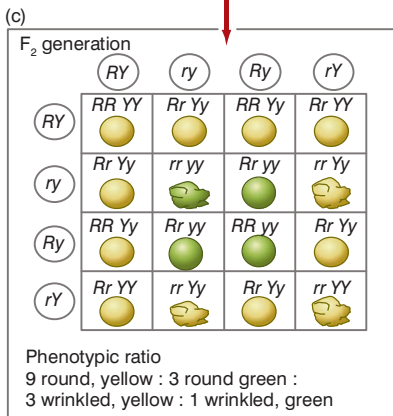 (c)
F2 generation
RY ry Ry rY
RY RR YY Rr Yy RR Yy Rr YY
ry Rr Yy rr yy Rr yy rr Yy
Ry RR Yy Rr yy RR yy Rr Yy
rY Rr YY rr Yy Rr Yy rr YY
Phenotypic ratio
9 round, yellow : 3 round green :
3 wrinkled, yellow : 1 wrinkled, green